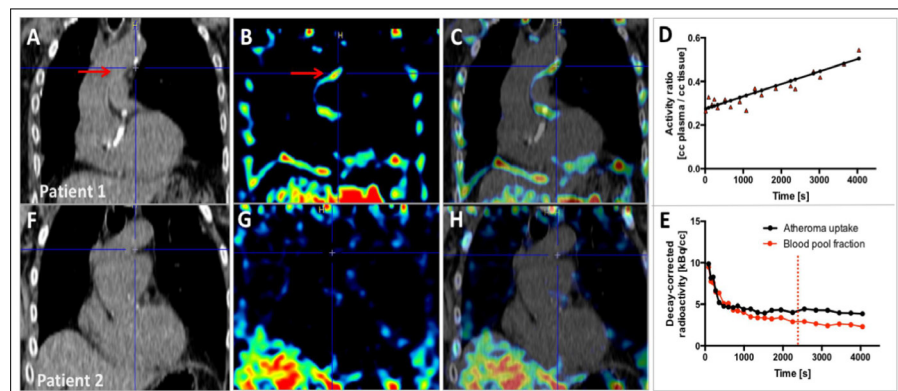 A
B
C
Patient 1
F
G
H
Patient 2
H
H
H
H
D
0.6
0.4
0.2
0.0
Activity ratio
[cc plasma / cc tissue]
0 1000 2000 3000 4000
Time [s]
E
Atheroma uptake
Blood pool fraction
15
10
5
0
Decay-corrected
radioactivity [kBq/cc]
0 1000 2000 3000 4000
Time [s]